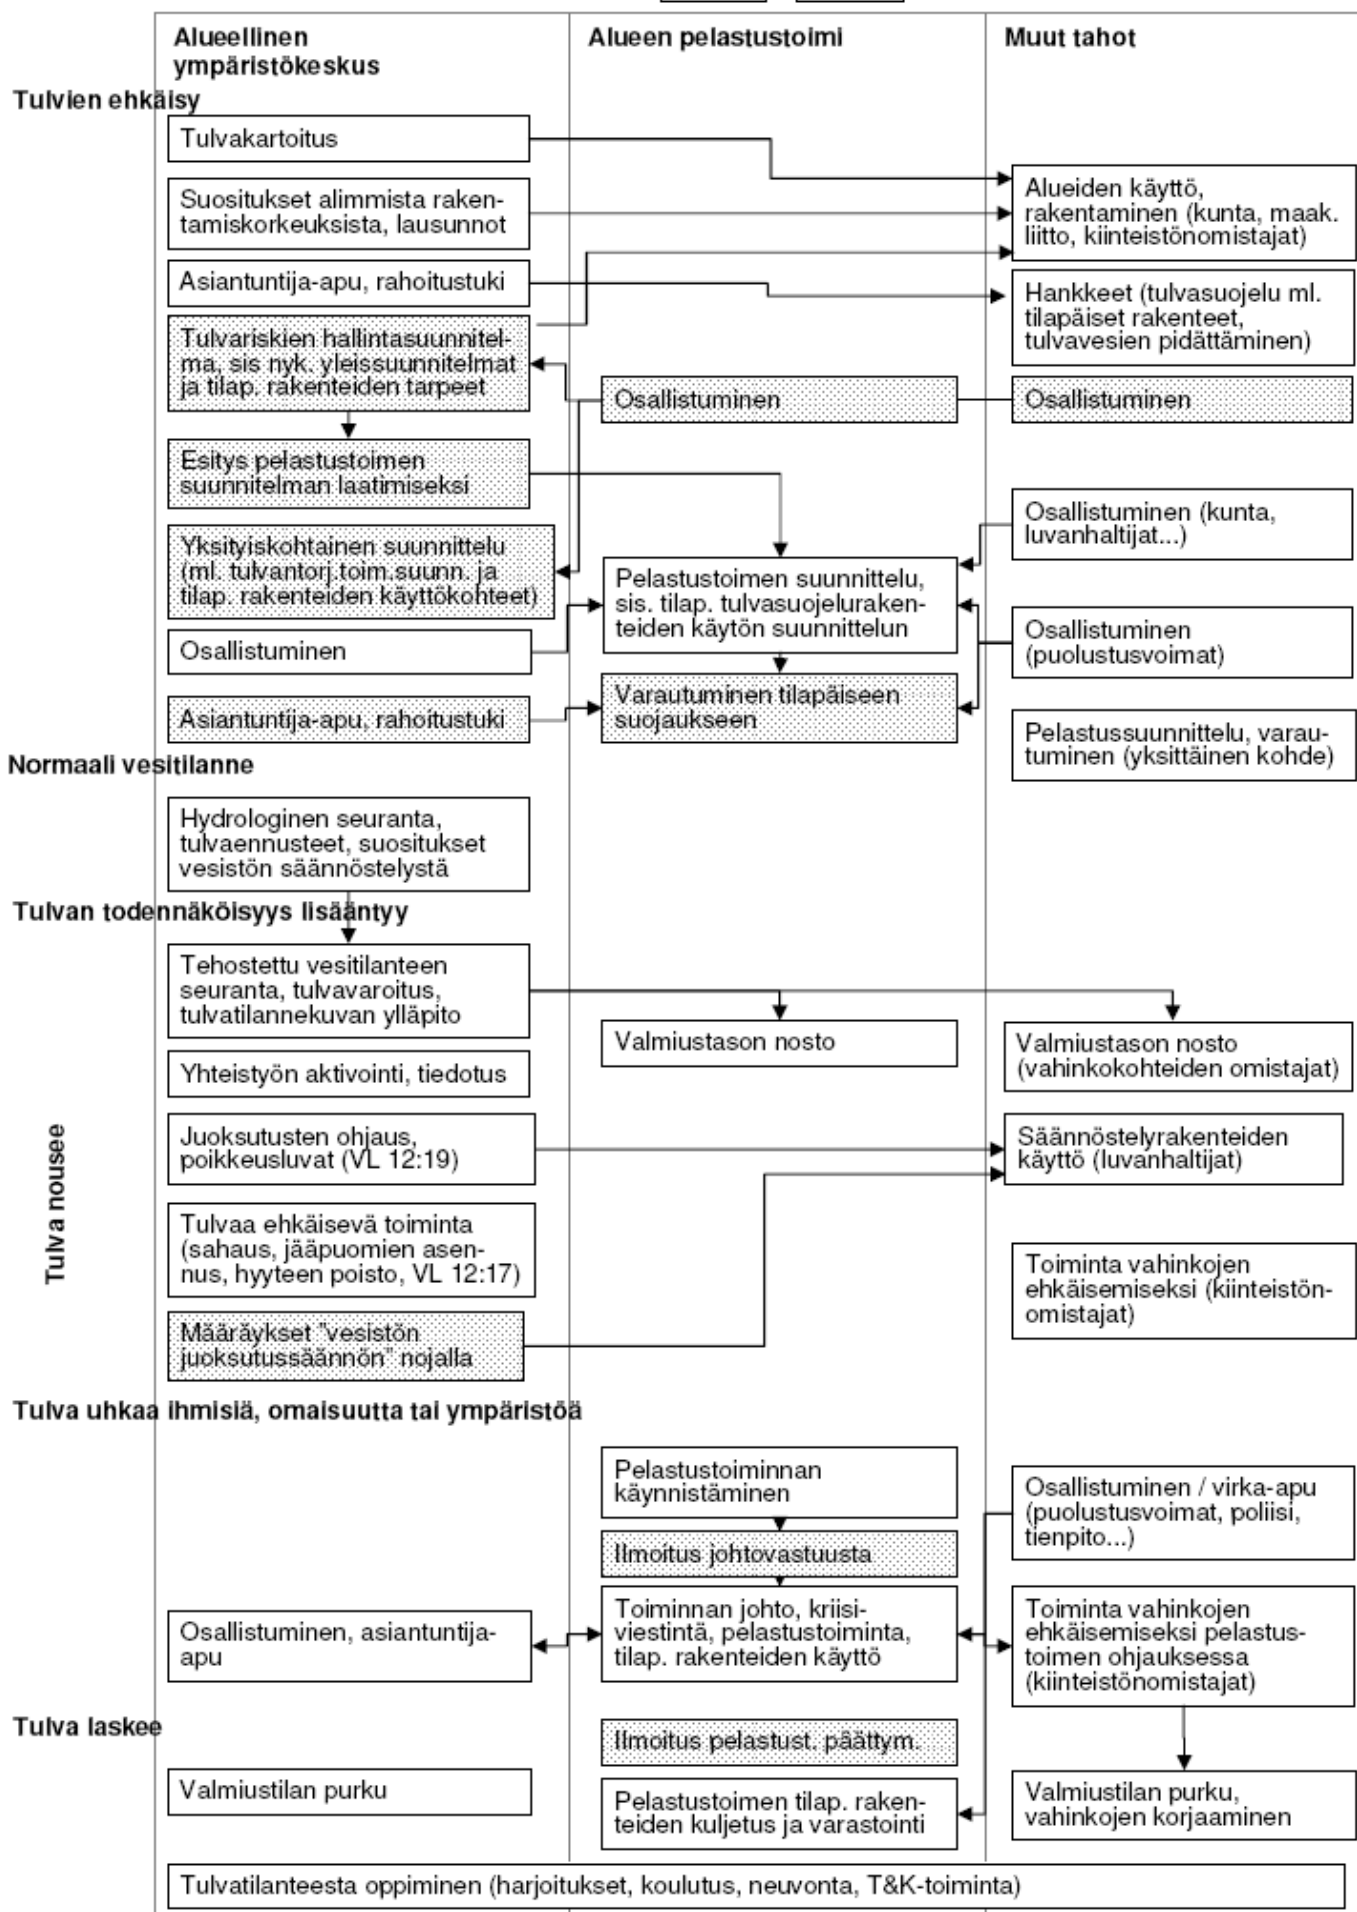 Alueellinen
ympäristökeskus
Alueen pelastustoimi
Muut tahot
Tulvien ehkäisy
Tulvakartoitus
Suositukset alimmista raken-
tamiskorkeuksista, lausunnot
Alueiden käyttö,
rakentaminen (kunta, maak.
liitto, kiinteistönomistajat)
Asiantuntija-apu, rahoitustuki
Hankkeet (tulvasuojelu ml.
tilapäiset rakenteet,
tulvavesien pidättäminen)
Tulvariskien hallintasuunnitel-
ma, sis nyk. yleissuunnitelmat
ja tilap. rakenteiden tarpeet
Osallistuminen
Osallistuminen
Esitys pelastustoimen
suunnitelman laatimiseksi
Osallistuminen (kunta,
luvanhaltijat...)
Yksityiskohtainen suunnittelu
(ml. tulvantorj.toim.suunn. ja
tilap. rakenteiden käyttökohteet)
Pelastustoimen suunnittelu,
sis. tilap. tulvasuojeluraken-
teiden käytön suunnittelun
Osallistuminen
Osallistuminen
(puolustusvoimat)
Asiantuntija-apu, rahoitustuki
Varautuminen tilapäiseen
suojaukseen
Pelastussuunnittelu, varau-
tuminen (yksittäinen kohde)
Normaali vesitilanne
Hydrologinen seuranta,
tulvaennusteet, suositukset
vesistön säännöstelystä
Tulvan todennäköisyys lisääntyy
Tehostettu vesitilanteen
seuranta, tulvavaroitus,
tulvatilannekuvan ylläpito
Valmiustason nosto
Valmiustason nosto
(vahinkokohteiden omistajat)
Yhteistyön aktivointi, tiedotus
Tulva nousee
Juoksutusten ohjaus,
poikkeusluvat (VL 12:19)
Säännöstelyrakenteiden
käyttö (luvanhaltijat)
Tulvaa ehkäisevä toiminta
(sahaus, jääpuomien asen-
nus, hyyteen poisto, VL 12:17)
Toiminta vahinkojen
ehkäisemiseksi (kiinteistön-
omistajat)
Määräykset "vesistön
juoksutussäännön" nojalla
Tulva uhkaa ihmisiä, omaisuutta tai ympäristöä
Pelastustoiminnan
käynnistäminen
Osallistuminen / virka-apu
(puolustusvoimat, poliisi,
tienpito...)
Ilmoitus johtovastuusta
Osallistuminen, asiantuntija-
apu
Toiminnan johto, kriisi-
viestintä, pelastustoiminta,
tilap. rakenteiden käyttö
Toiminta vahinkojen
ehkäisemiseksi pelastus-
toimen ohjauksessa
(kiinteistönomistajat)
Tulva laskee
Ilmoitus pelastust. päättym.
Valmiustilan purku
Pelastustoimen tilap. raken-
teiden kuljetus ja varastointi
Valmiustilan purku,
vahinkojen korjaaminen
Tulvatilanteesta oppiminen (harjoitukset, koulutus, neuvonta, T&K-toiminta)